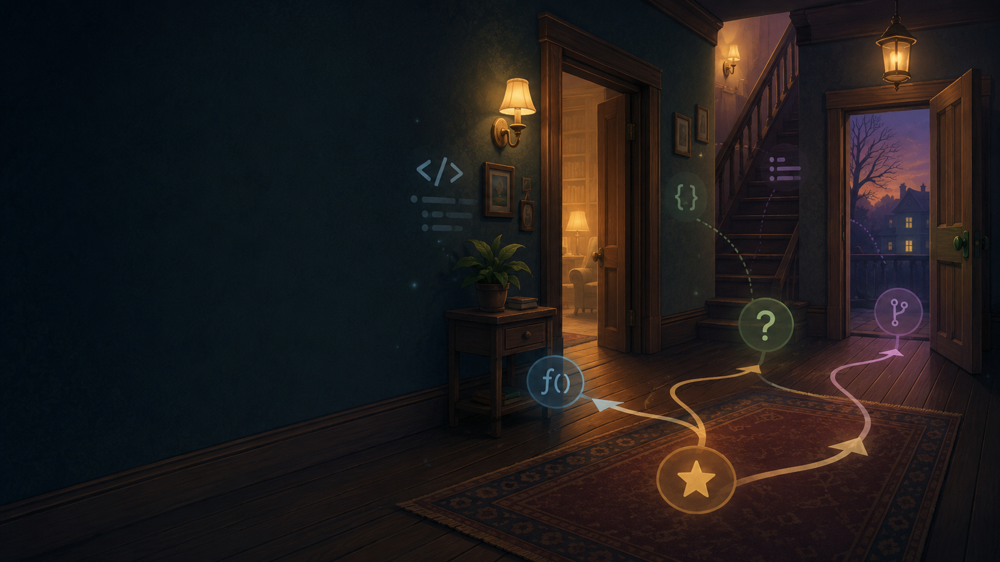 </>
{}
?
f()